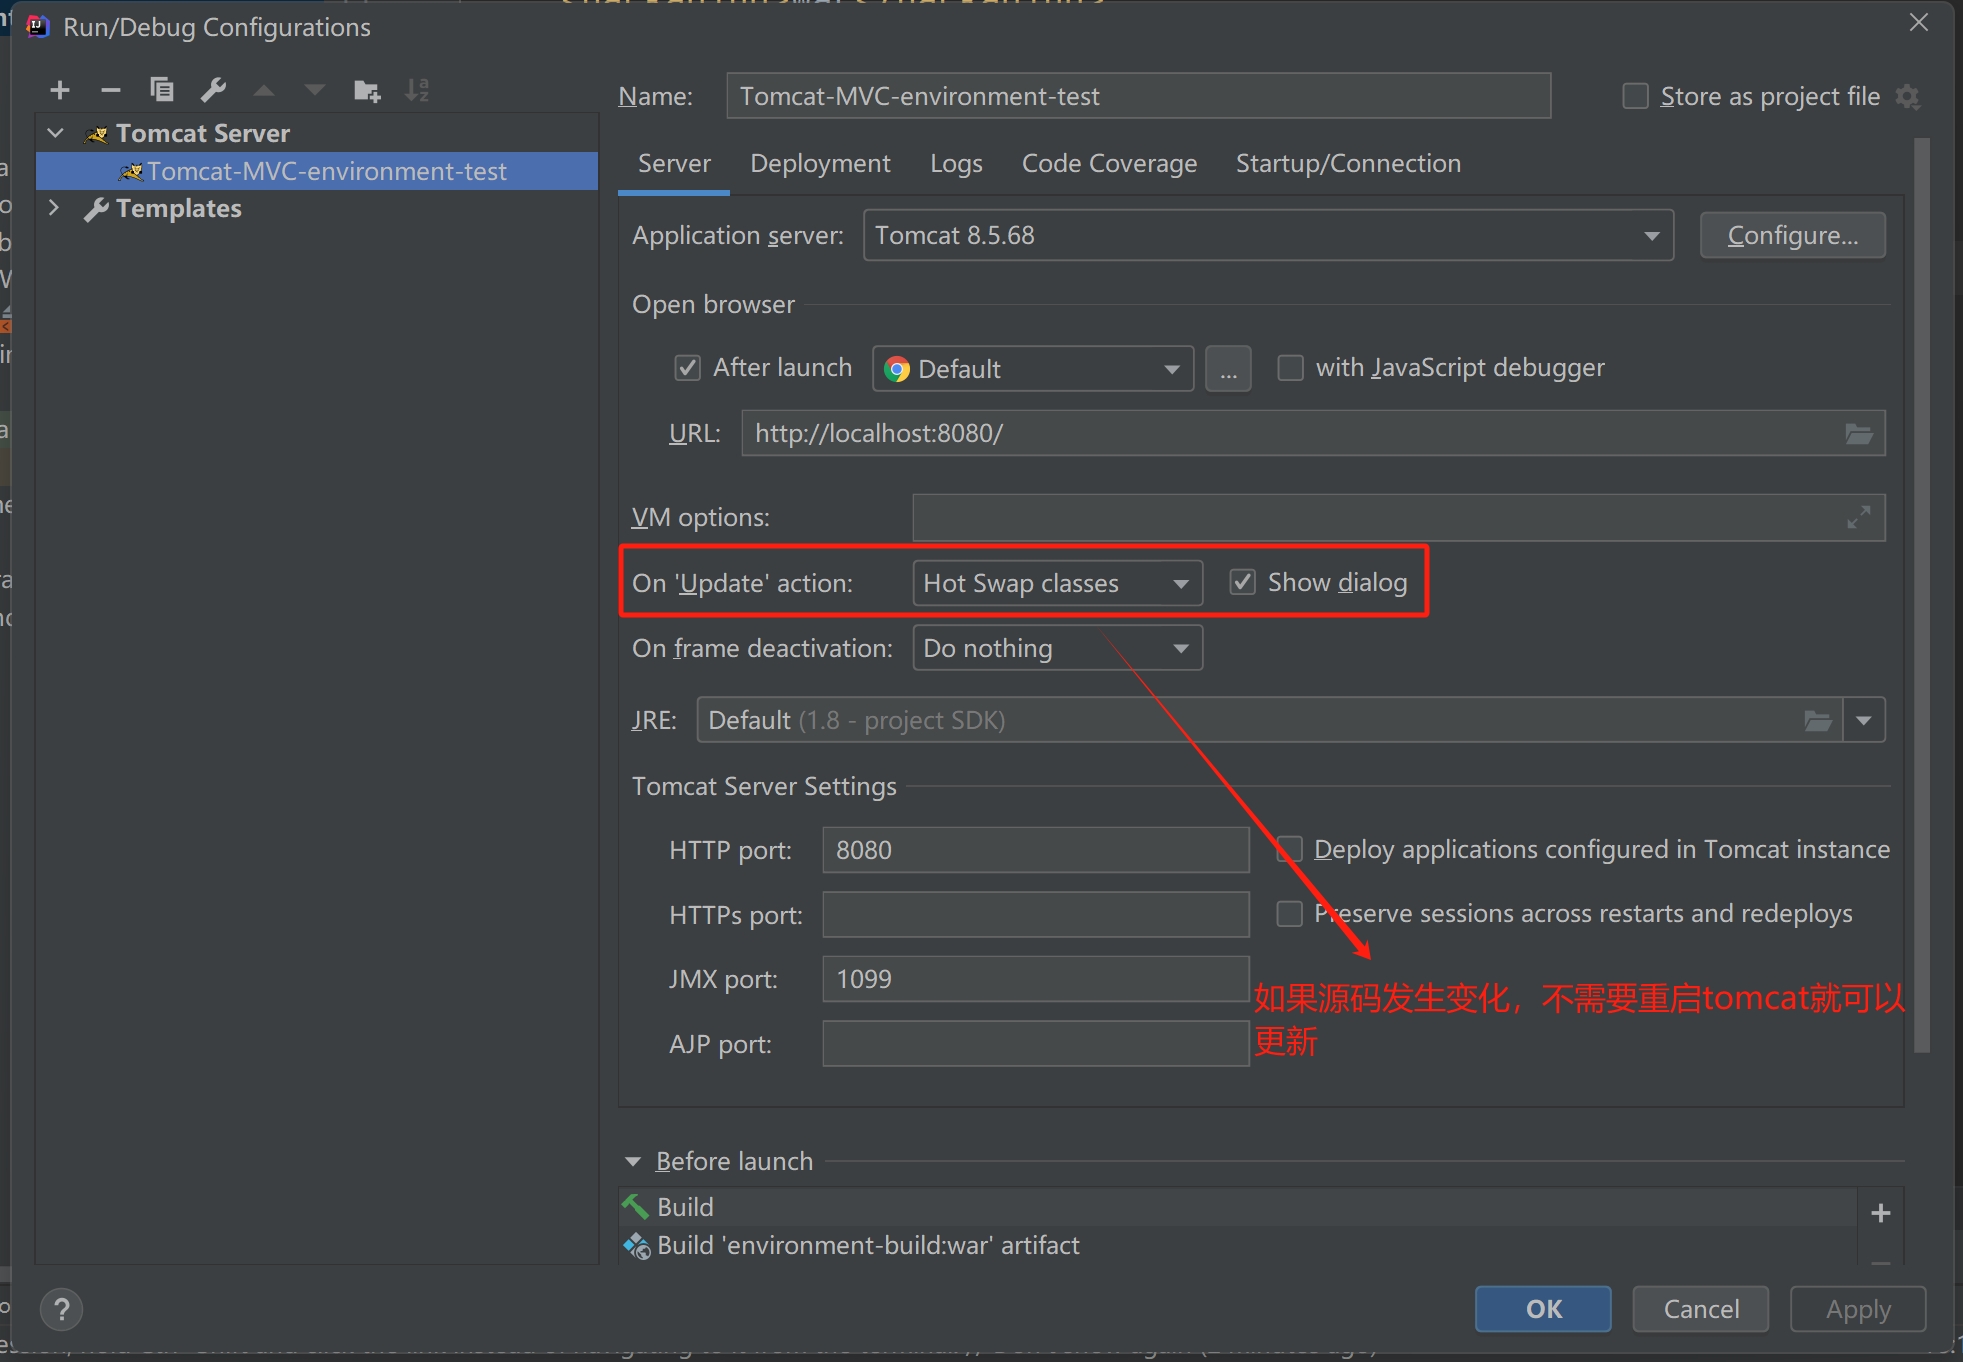 Run/Debug Configurations
Name: Tomcat-MVC-environment-test
Store as project file
Tomcat Server
Tomcat-MVC-environment-test
Templates
Server Deployment Logs Code Coverage Startup/Connection
Application server: Tomcat 8.5.68 Configure...
Open browser
After launch Default ... with JavaScript debugger
URL: http://localhost:8080/
VM options:
On 'Update' action: Hot Swap classes Show dialog
On frame deactivation: Do nothing
JRE: Default (1.8 - project SDK)
Tomcat Server Settings
HTTP port: 8080 Deploy applications configured in Tomcat instance
HTTPs port: Preserve sessions across restarts and redeploys
JMX port: 1099
AJP port:
如果源码发生变化，不需要重启tomcat就可以
更新
Before launch
Build
Build 'environment-build:war' artifact
? OK Cancel Apply